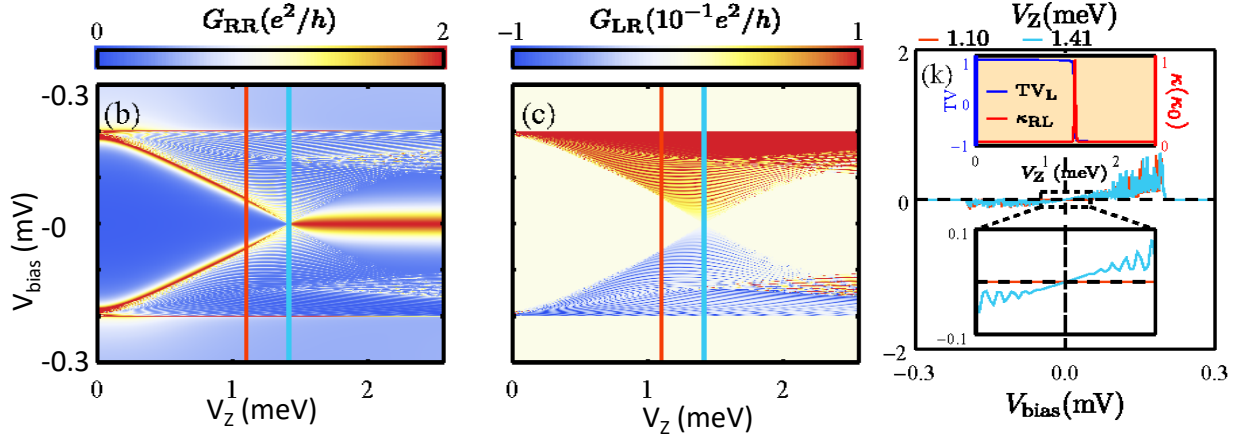 G_RR(e²/h)
0
2
-0.3
(b)
-0
-0.3
V_bias (mV)
0
1
2
V_Z (meV)
G_LR(10⁻¹e²/h)
−1
1
(c)
0
1
2
V_Z (meV)
V_Z(meV)
1.10
1.41
2
(k)
1
0
−1
TV
TV_L
κ_RL
1
0
κ(κ₀)
0
1
2
V_Z (meV)
1
0
0.1
−0.1
−2
−0.3
0.0
0.3
V_bias(mV)